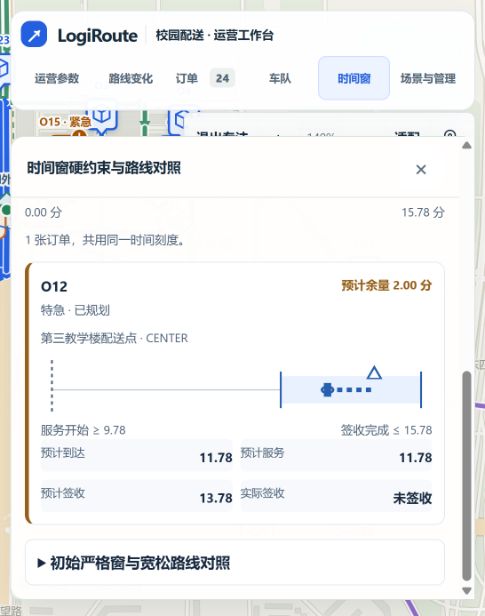 LogiRoute
校园配送 · 运营工作台
运营参数
路线变化
订单 24
车队
时间窗
场景与管理
O15 · 紧急
140%
时间窗硬约束与路线对照
×
0.00 分
15.78 分
1 张订单，共用同一时间刻度。
O12
预计余量 2.00 分
特急 · 已规划
第三教学楼配送点 · CENTER
服务开始 ≥ 9.78
签收完成 ≤ 15.78
预计到达
11.78
预计服务
11.78
预计签收
13.78
实际签收
未签收
▶ 初始严格窗与宽松路线对照
望路